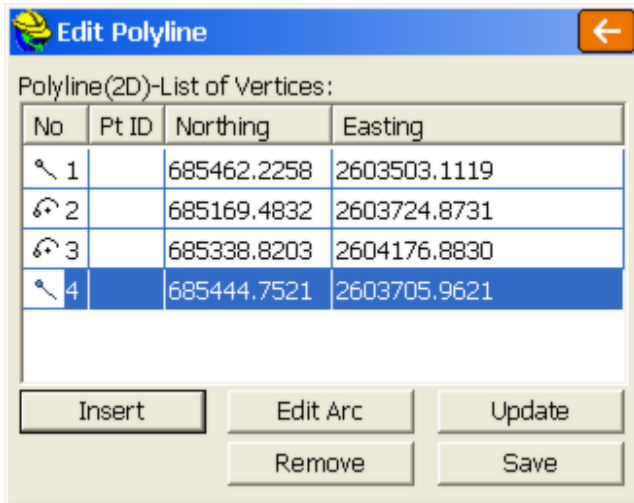 Edit Polyline
Polyline(2D)-List of Vertices:
No Pt ID Northing Easting
1 685462.2258 2603503.1119
2 685169.4832 2603724.8731
3 685338.8203 2604176.8830
4 685444.7521 2603705.9621
Insert Edit Arc Update
Remove Save